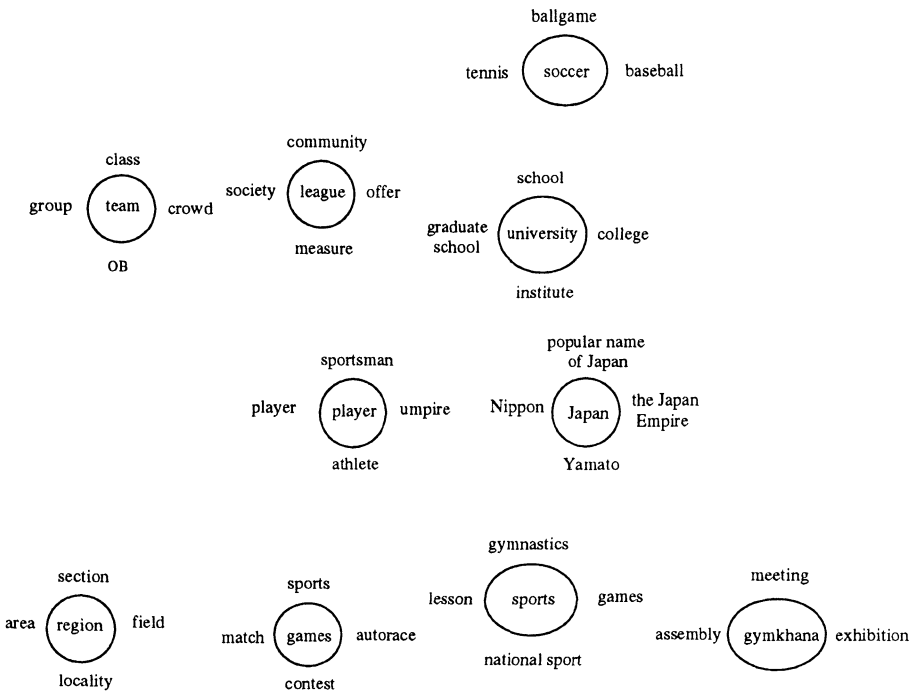 ballgame
tennis soccer baseball
community
class
society league offer
school
group team crowd
graduate
school university college
measure
OB
institute
popular name
of Japan
sportsman
the Japan
Empire
player player umpire Nippon Japan
athlete Yamato
gymnastics
section sports meeting
lesson sports games
area region field
match games autorace assembly gymkhana exhibition
national sport
locality contest